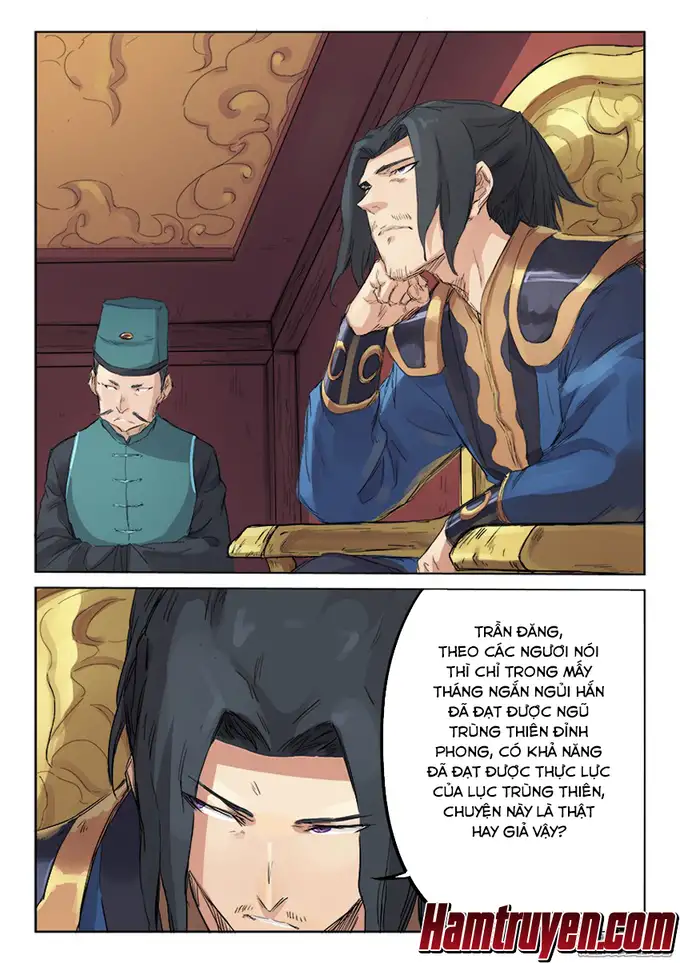 TRẦN ĐĂNG,
THEO CÁC NGƯƠI NÓI
THÌ CHỈ TRONG MẤY
THÁNG NGẮN NGỦI HẮN
ĐÃ ĐẠT ĐƯỢC NGŨ
TRÙNG THIÊN ĐỈNH
PHONG, CÓ KHẢ NĂNG
ĐÃ ĐẠT ĐƯỢC THỰC LỰC
CỦA LỤC TRÙNG THIÊN,
CHUYỆN NÀY LÀ THẬT
HAY GIẢ VẬY?
Hamtruyen.com